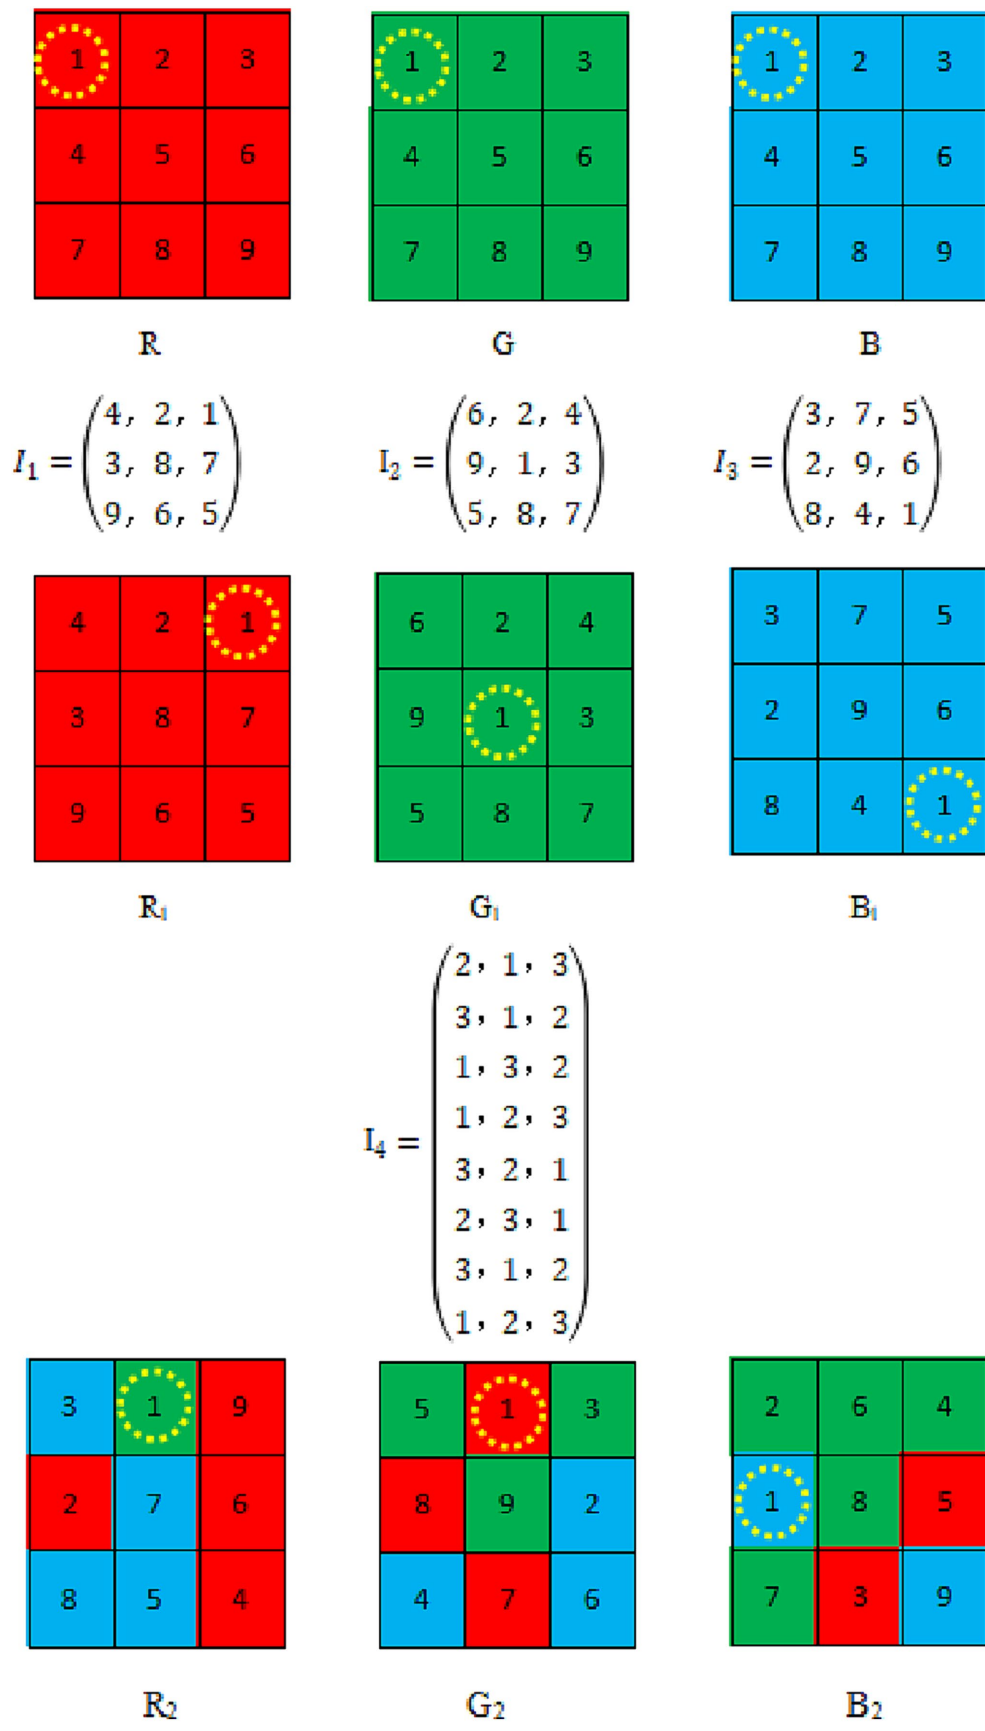 1 2 3 1 2 3 1 2 3
4 5 6 4 5 6 4 5 6
7 8 9 7 8 9 7 8 9
R G B
I₁ = (4, 2, 1 I₂ = (6, 2, 4 I₃ = (3, 7, 5
3, 8, 7 9, 1, 3 2, 9, 6
9, 6, 5) 5, 8, 7) 8, 4, 1)
4 2 1 6 2 4 3 7 5
3 8 7 9 1 3 2 9 6
9 6 5 5 8 7 8 4 1
R₁ G₁ B₁
I₄ = (2, 1, 3
3, 1, 2
1, 3, 2
1, 2, 3
3, 2, 1
2, 3, 1
3, 1, 2
1, 2, 3)
3 1 9 5 1 3 2 6 4
2 7 6 8 9 2 1 8 5
8 5 4 4 7 6 7 3 9
R₂ G₂ B₂